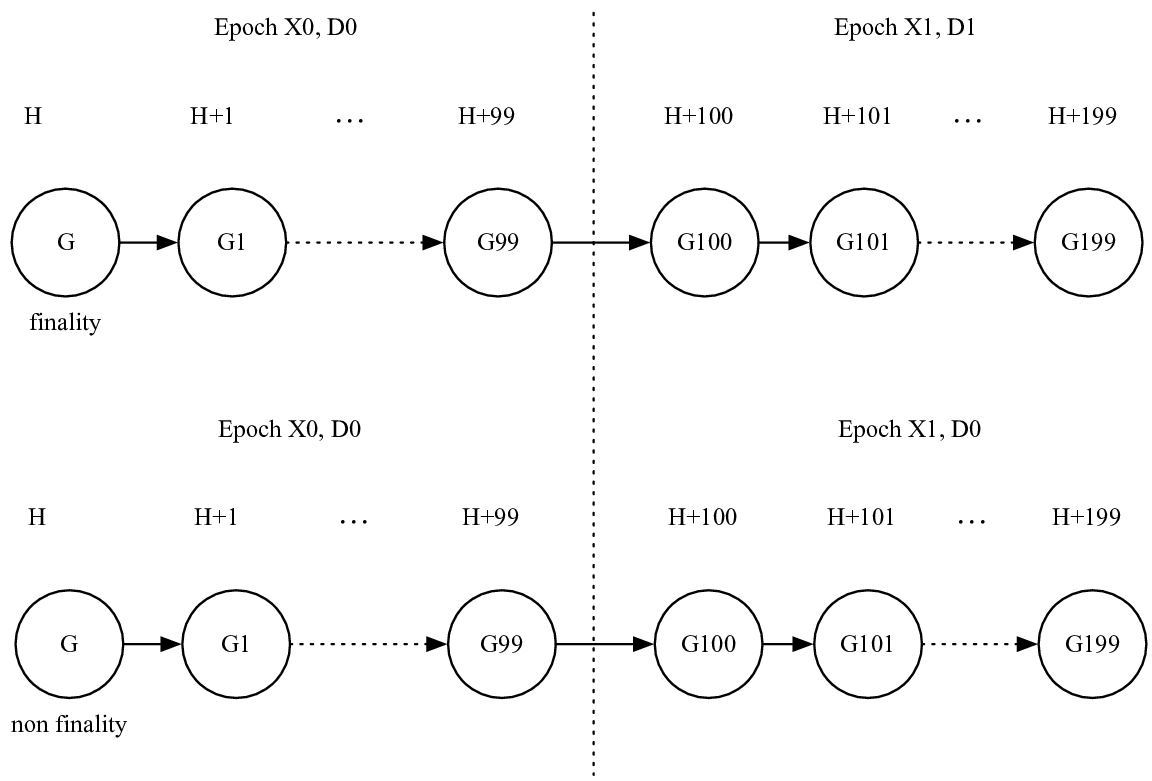 Epoch X0, D0
Epoch X1, D1
H
H+1
...
H+99
H+100
H+101
...
H+199
G
G1
G99
G100
G101
G199
finality
Epoch X0, D0
Epoch X1, D0
H
H+1
...
H+99
H+100
H+101
...
H+199
G
G1
G99
G100
G101
G199
non finality